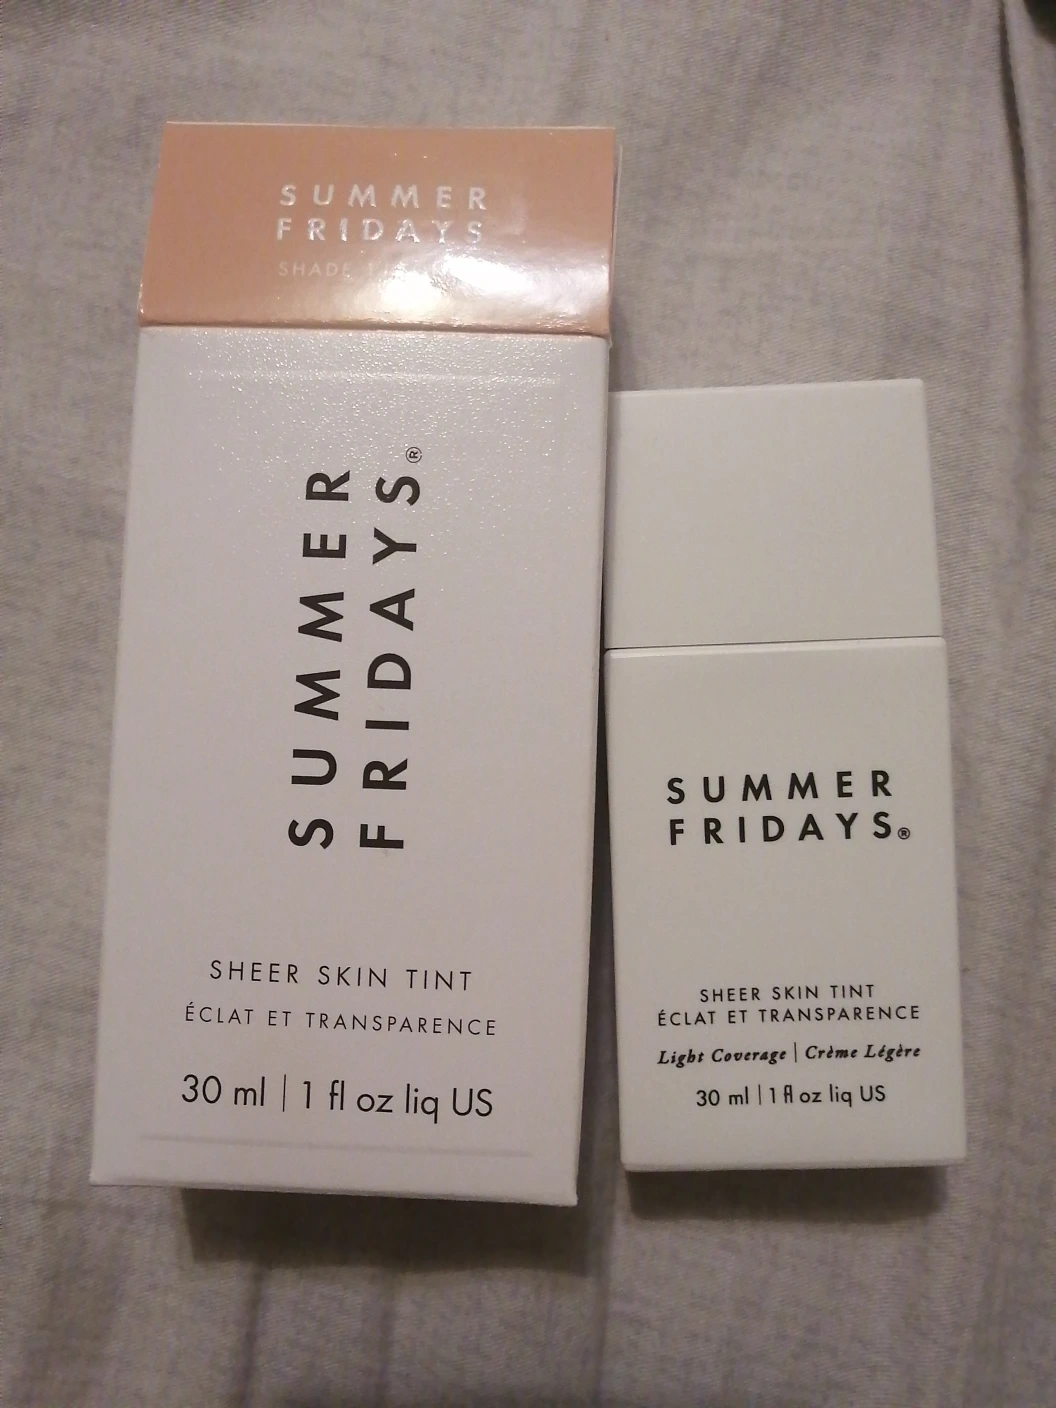 SUMMER
FRIDAYS
SHADE
SUMMER
FRIDAYS®
SHEER SKIN TINT
ÉCLAT ET TRANSPARENCE
30 ml | 1 fl oz liq US
SUMMER
FRIDAYS®
SHEER SKIN TINT
ÉCLAT ET TRANSPARENCE
Light Coverage | Crème Légère
30 ml | 1 fl oz liq US